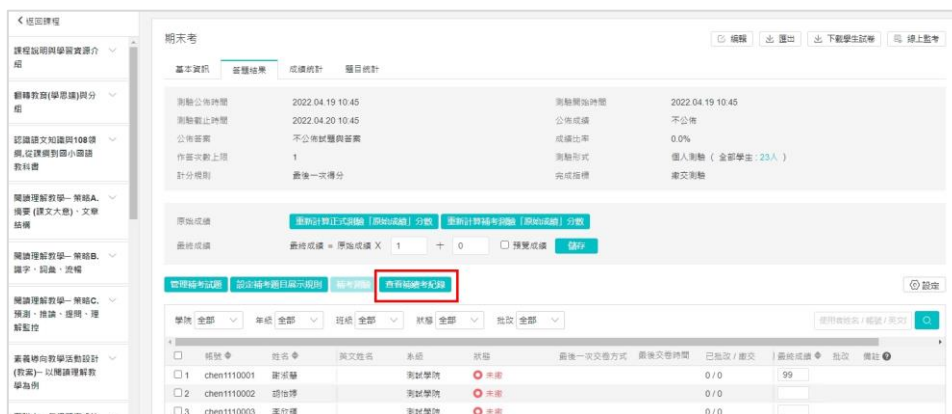 返回課程
課程說明與學習資源介
紹
翻轉教育(學思達)與分
組
認識語文知識與108課
綱,從課綱到國小國語
教科書
閱讀理解教學— 策略A.
摘要 (課文大意)、文章
結構
閱讀理解教學— 策略B.
識字、詞彙、流暢
閱讀理解教學— 策略C.
預測、推論、提問、理
解監控
素養導向教學活動設計
(教案)— 以閱讀理解教
學為例
期末考
編輯 匯出 下載學生試卷 線上監考
基本資訊 答題結果 成績統計 題目統計
測驗公佈時間 2022.04.19 10:45 測驗開始時間 2022.04.19 10:45
測驗截止時間 2022.04.20 10:45 公佈成績 不公佈
公佈答案 不公佈試題與答案 成績比率 0.0%
作答次數上限 1 測驗形式 個人測驗 ( 全部學生 : 23人 )
計分規則 最後一次得分 完成指標 繳交測驗
原始成績 重新計算正式測驗「原始成績」分數 重新計算補考測驗「原始成績」分數
最終成績 最終成績 = 原始成績 X 1 + 0 預覽成績 儲存
管理補考試題 設定補考題目展示規則 補考測驗 查看補繳考紀錄 設定
學院 全部 年級 全部 班級 全部 狀態 全部 批改 全部 使用者姓名 / 帳號 / 英文
帳號 姓名 英文姓名 系級 狀態 最後一次交卷方式 最後交卷時間 已批改 / 繳交 最終成績 批改 備註
1 chen1110001 謝淑慧 測試學院 未繳 0 / 0 99
2 chen1110002 胡怡婷 測試學院 未繳 0 / 0
3 chen1110003 測試學院 未繳 0 / 0